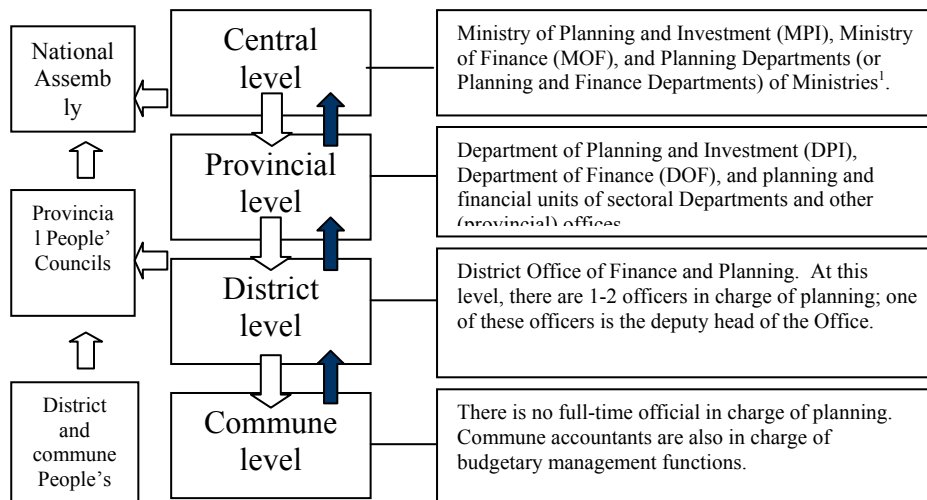 National
Assemb
ly
Central
level
Ministry of Planning and Investment (MPI), Ministry
of Finance (MOF), and Planning Departments (or
Planning and Finance Departments) of Ministries1.
Provincial
level
Department of Planning and Investment (DPI),
Department of Finance (DOF), and planning and
financial units of sectoral Departments and other
(provincial) offices
Provincia
l People’
Councils
District
level
District Office of Finance and Planning.  At this
level, there are 1-2 officers in charge of planning; one
of these officers is the deputy head of the Office.
District
and
commune
People’s
Commune
level
There is no full-time official in charge of planning.
Commune accountants are also in charge of
budgetary management functions.